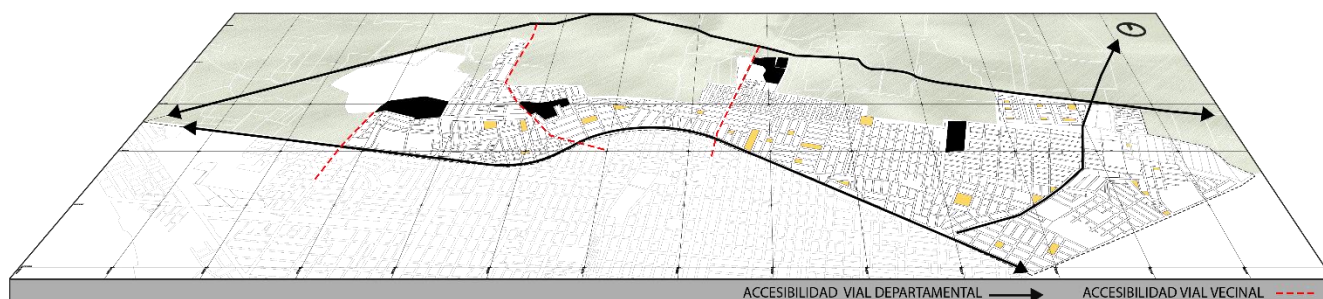 ACCESIBILIDAD VIAL DEPARTAMENTAL
ACCESIBILIDAD VIAL VECINAL